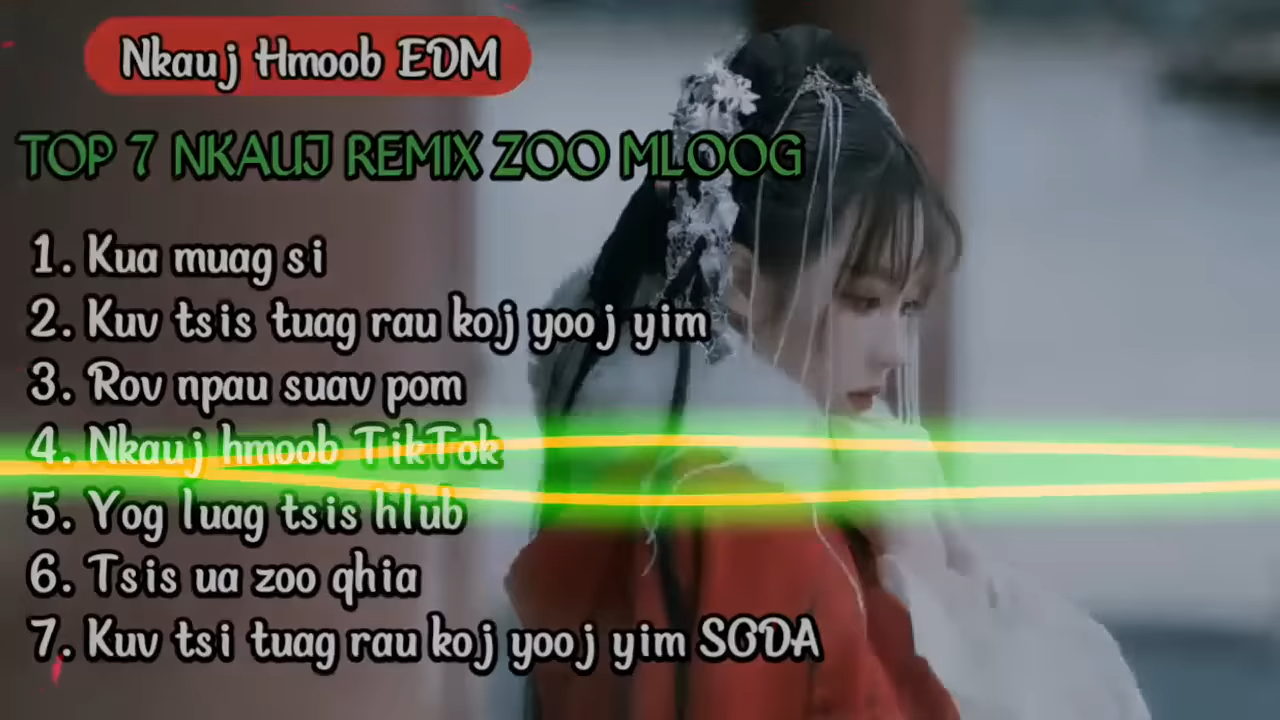 Nkauj Hmoob EDM
TOP 7 NKAUJ REMIX ZOO MLOOG
1. Kua muag si
2. Kuv tsis tuag rau koj yooj yim
3. Rov npau suav pom
4. Nkauj hmoob TikTok
5. Yog luag tsis hlub
6. Tsis ua zoo qhia
7. Kuv tsi tuag rau koj yooj yim SODA